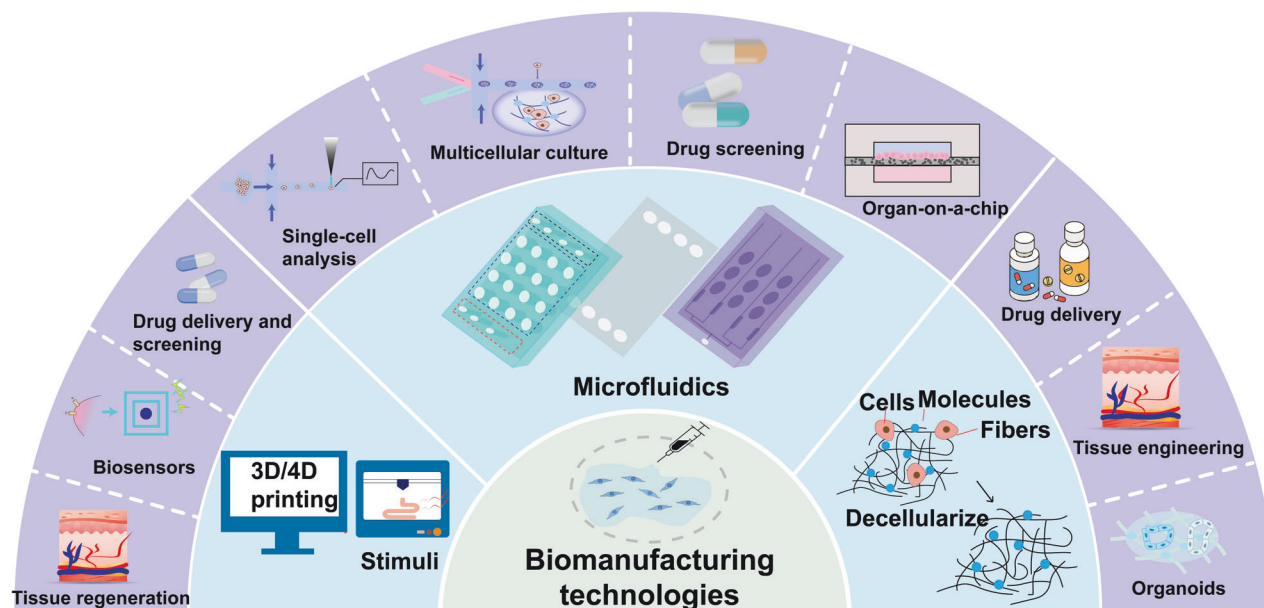 Multicellular culture
Drug screening
Single-cell
analysis
Organ-on-a-chip
Drug delivery and
screening
Drug delivery
Biosensors
Tissue engineering
Tissue regeneration
Organoids
Microfluidics
3D/4D
printing
Stimuli
Cells
Molecules
Fibers
Decellularize
Biomanufacturing
technologies